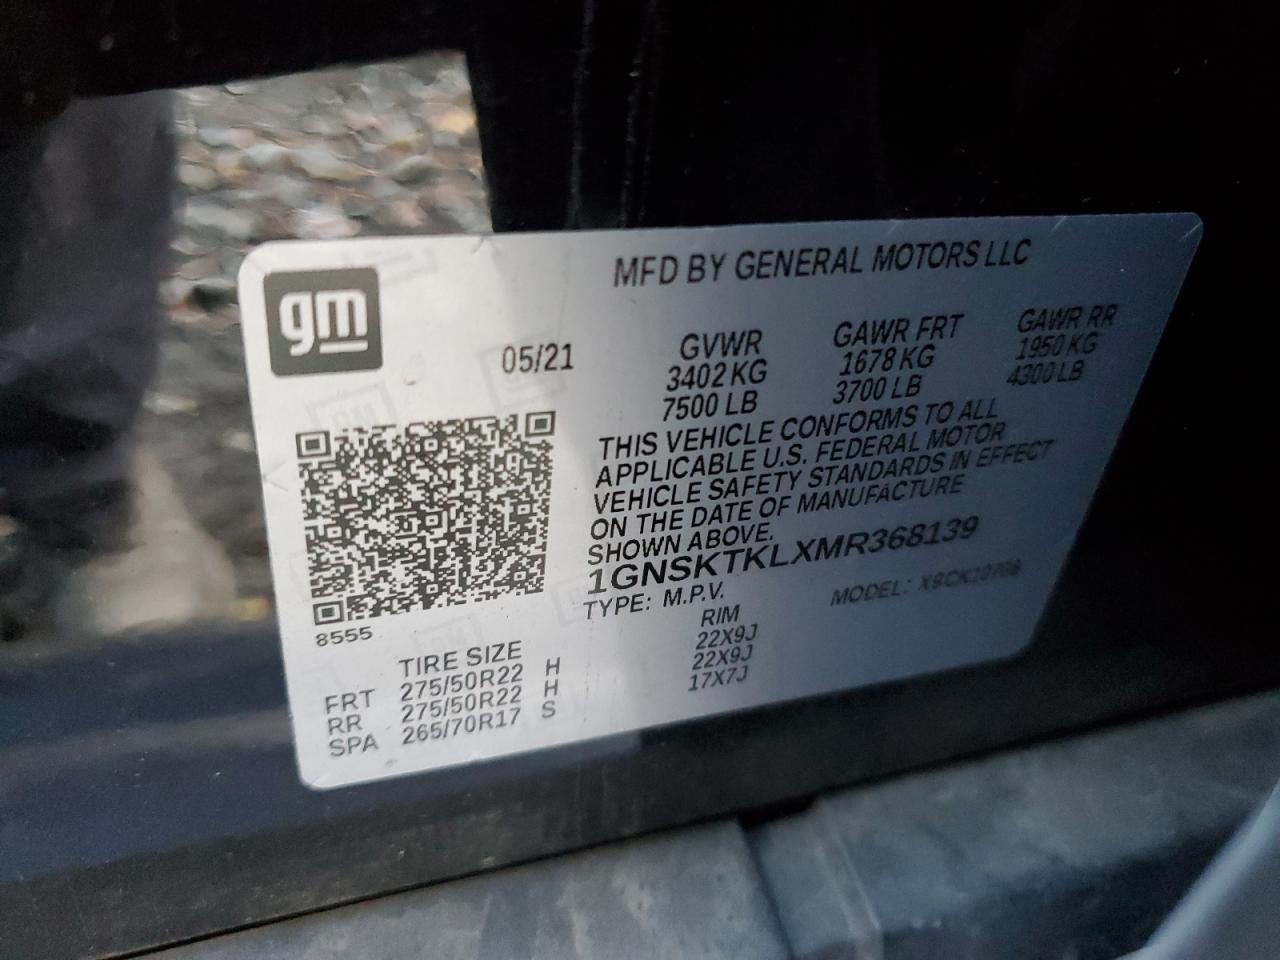 gm
MFD BY GENERAL MOTORS LLC
05/21
GVWR GAWR FRT GAWR RR
3402 KG 1678 KG 1950 KG
7500 LB 3700 LB 4300 LB
THIS VEHICLE CONFORMS TO ALL
APPLICABLE U.S. FEDERAL MOTOR
VEHICLE SAFETY STANDARDS IN EFFECT
ON THE DATE OF MANUFACTURE
SHOWN ABOVE.
1GNSKTKLXMR368139
TYPE: M.P.V. MODEL: X9CK10706
8555
TIRE SIZE RIM
FRT 275/50R22 H 22X9J
RR 275/50R22 H 22X9J
SPA 265/70R17 S 17X7J